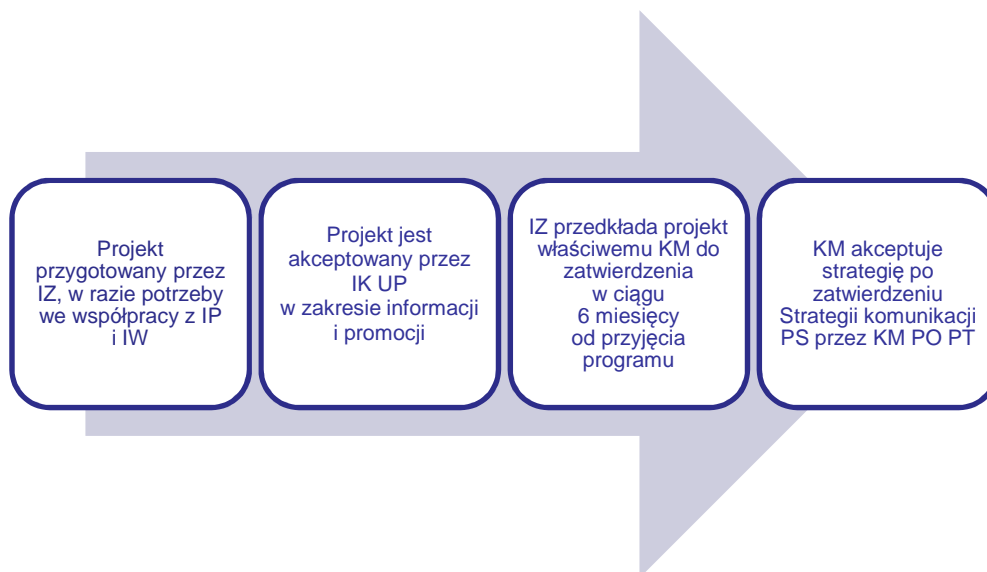 Projekt
przygotowany przez
IZ, w razie potrzeby
we współpracy z IP
i IW
Projekt jest
akceptowany przez
IK UP
w zakresie informacji
i promocji
IZ przedkłada projekt
właściwemu KM do
zatwierdzenia
w ciągu
6 miesięcy
od przyjęcia
programu
KM akceptuje
strategię po
zatwierdzeniu
Strategii komunikacji
PS przez KM PO PT